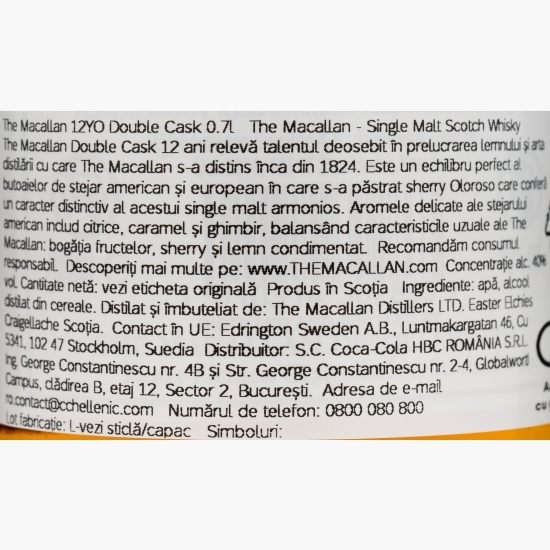 The Macallan 12YO Double Cask 0.7l The Macallan - Single Malt Scotch Whisky
The Macallan Double Cask 12 ani relevă talentul deosebit în prelucrarea lemnului și arta
distilării cu care The Macallan s-a distins înca din 1824. Este un echilibru perfect al
butoaielor de stejar american și european în care s-a păstrat sherry Oloroso care conferă
un caracter distinctiv al acestui single malt armonios. Aromele delicate ale stejarului
american includ citrice, caramel și ghimbir, balansând caracteristicile uzuale ale The
Macallan: bogăția fructelor, sherry și lemn condimentat. Recomandăm consumul
responsabil. Descoperiți mai multe pe: www.THEMACALLAN.com Concentrație alc. 40%
vol. Cantitate netă: vezi eticheta originală Produs în Scoția Ingrediente: apă, alcool
distilat din cereale. Distilat și îmbuteliat de: The Macallan Distillers LTD. Easter Elchies
Craigellache Scoția. Contact în UE: Edrington Sweden A.B., Luntmakargatan 46, Cu
5341, 102 47 Stockholm, Suedia Distribuitor: S.C. Coca-Cola HBC ROMÂNIA S.R.L.
Ing. George Constantinescu nr. 4B și Str. George Constantinescu nr. 2-4, Globalworth
Campus, clădirea B, etaj 12, Sector 2, București. Adresa de e-mail
ro.contact@cchellenic.com Numărul de telefon: 0800 080 800
Lot fabricație: L-vezi sticlă/capac Simboluri: